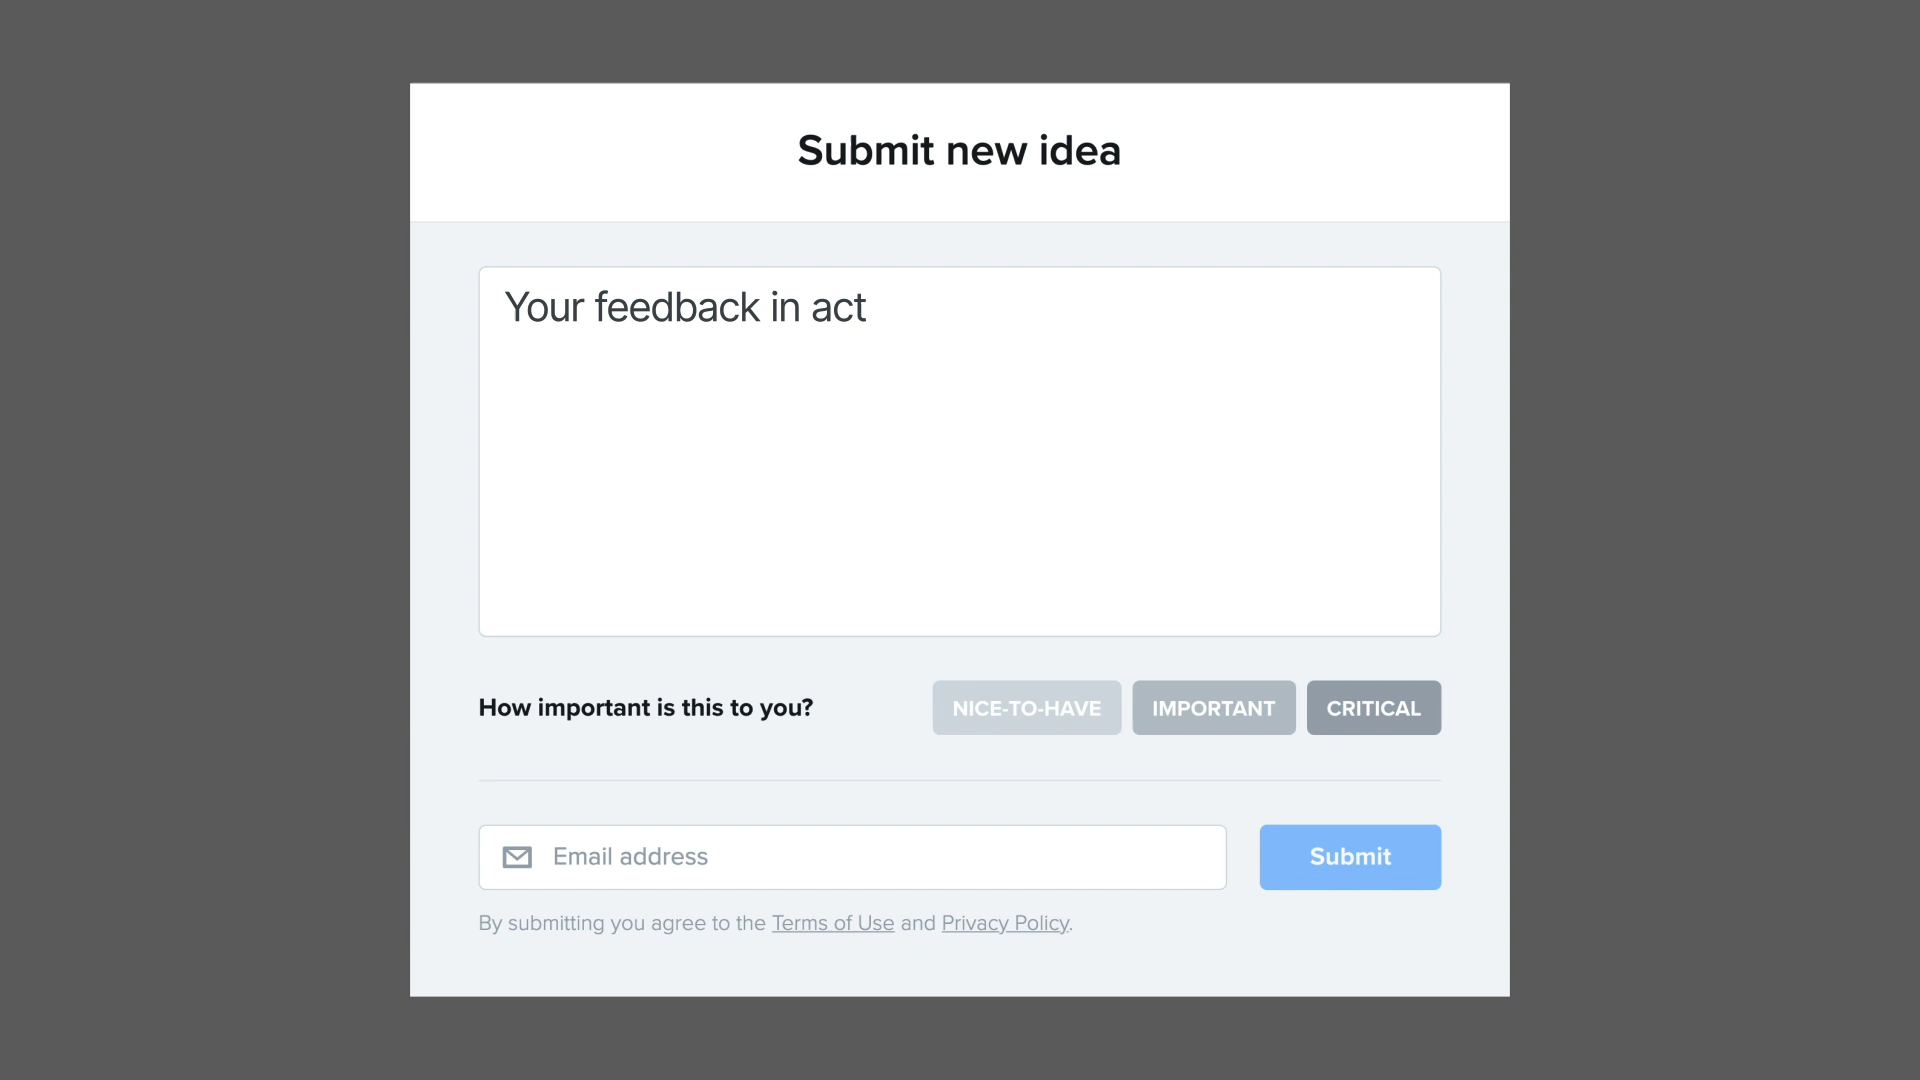 Submit new idea
Your feedback in act
How important is this to you?
NICE-TO-HAVE IMPORTANT CRITICAL
Email address
Submit
By submitting you agree to the Terms of Use and Privacy Policy.